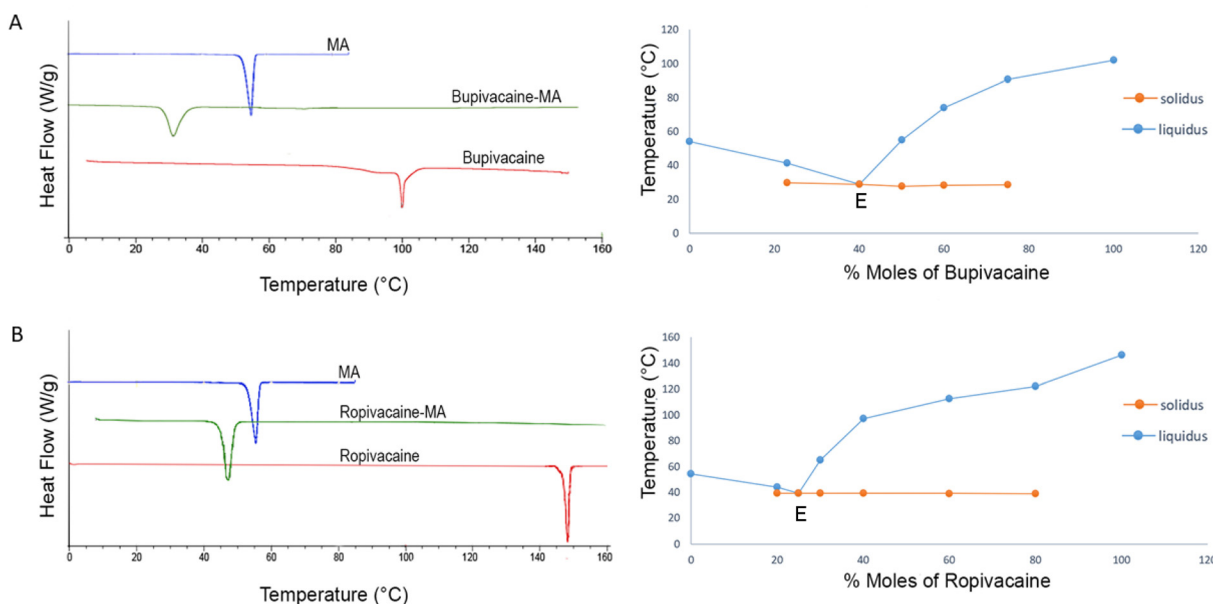 A
Heat Flow (W/g)
MA
Bupivacaine-MA
Bupivacaine
0 20 40 60 80 100 120 140 160
Temperature (°C)
Temperature (°C)
120
100
80
60
40
20
0
E
solidus
liquidus
0 20 40 60 80 100 120
% Moles of Bupivacaine
B
Heat Flow (W/g)
MA
Ropivacaine-MA
Ropivacaine
0 20 40 60 80 100 120 140 160
Temperature (°C)
Temperature (°C)
160
140
120
100
80
60
40
20
0
E
solidus
liquidus
0 20 40 60 80 100 120
% Moles of Ropivacaine